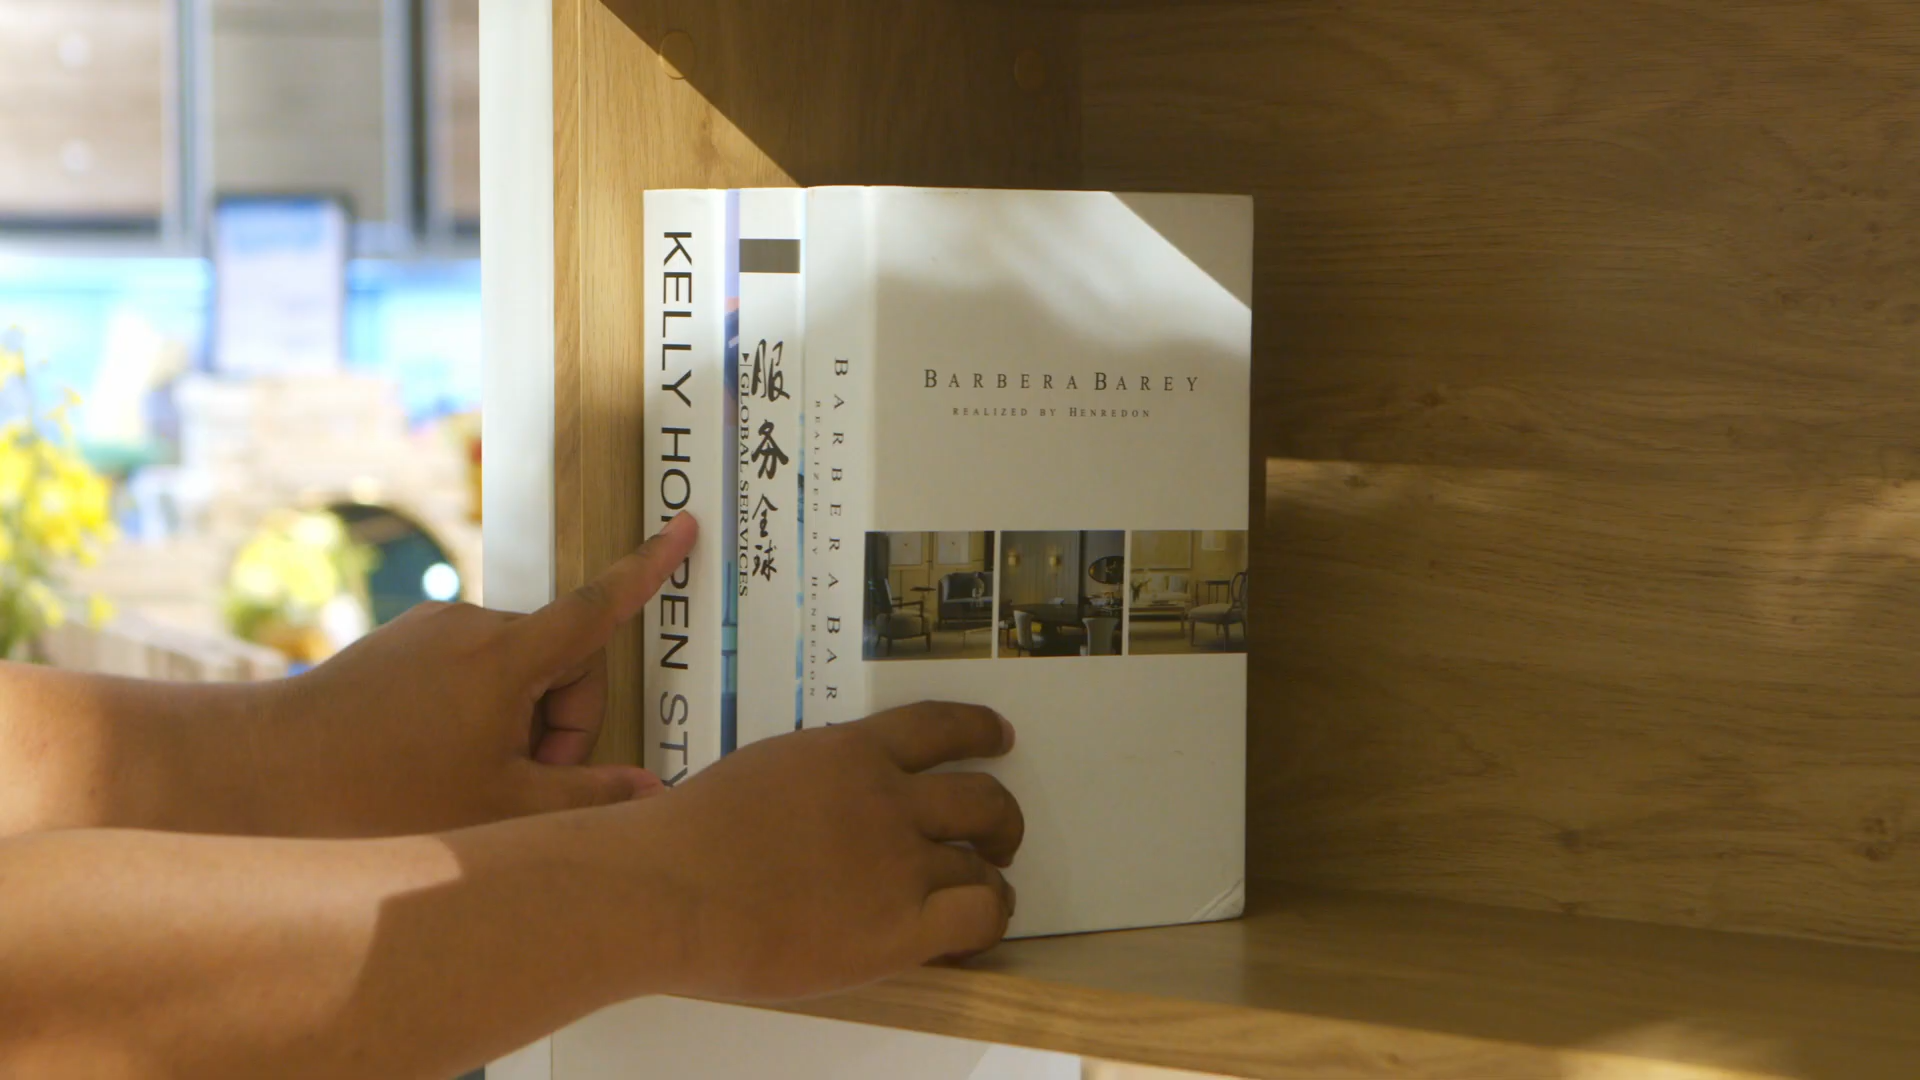 KELLY HOPPEN STY
服务全球
GLOBAL SERVICES
BARBERA BAR
REALIZED BY HENREDON
BARBERA BAREY
REALIZED BY HENREDON